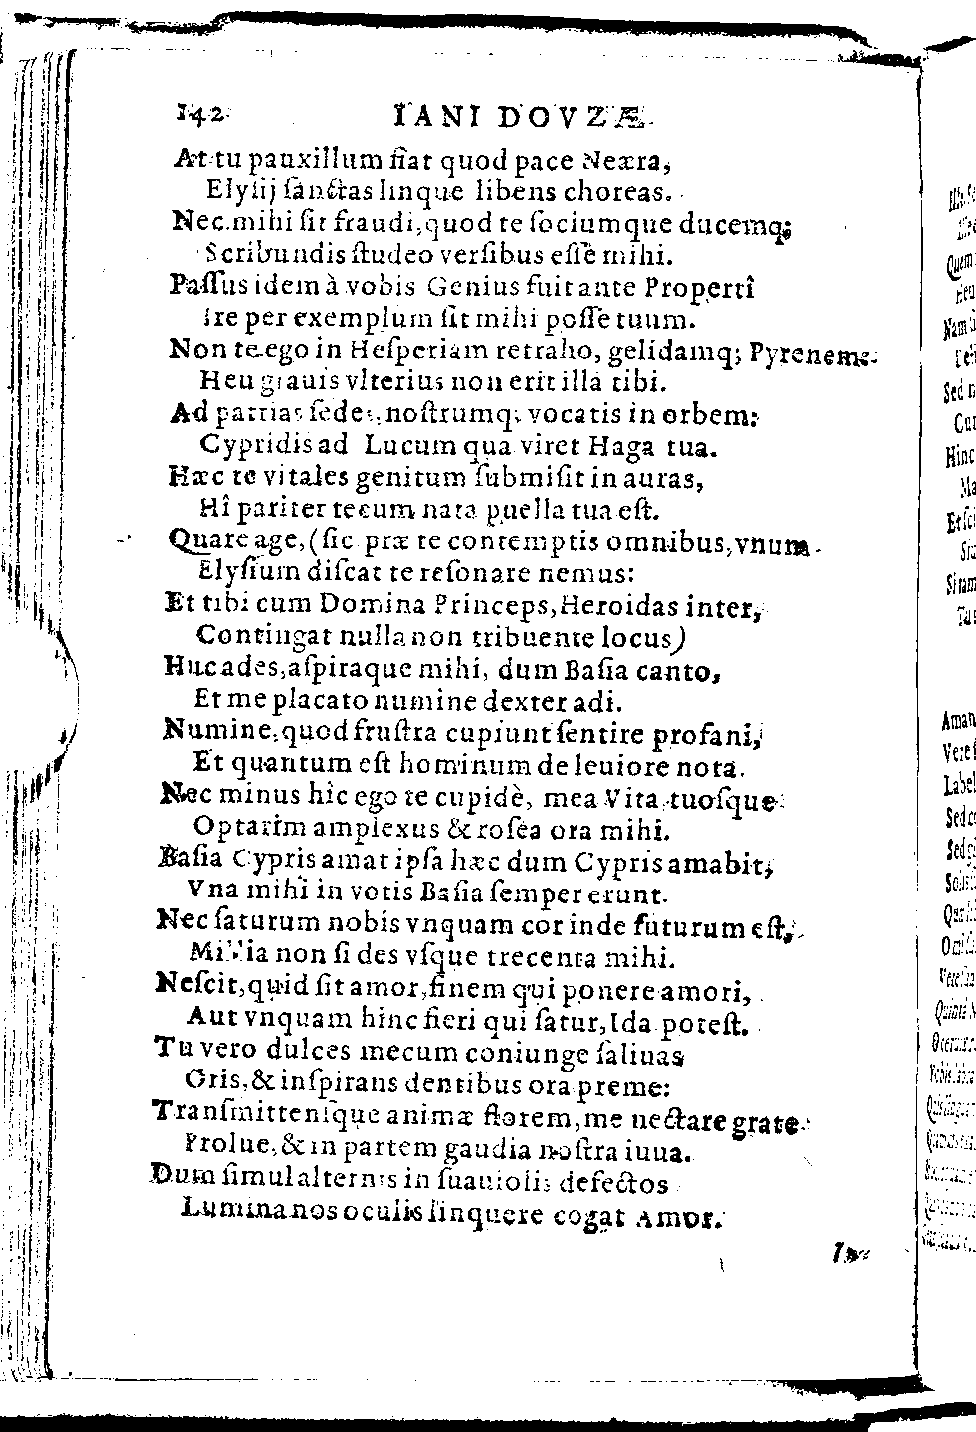 142 IANI DOVZÆ
At tu pauxillum fiat quod pace Neæra,
Elysij sanctas linque libens choreas.
Nec mihi sit fraudi, quod te sociumque ducemq;
Scribundis studeo versibus esse mihi.
Passus idem à vobis Genius fuit ante Propertî
Ire per exemplum sit mihi posse tuum.
Non te ego in Hesperiam retraho, gelidamq; Pyrenem:
Heu grauis vlterius non erit illa tibi.
Ad patrias sedes, nostrumq; vocatis in orbem:
Cypridis ad Lucum qua viret Haga tua.
Hæc te vitales genitum submisit in auras,
Hî pariter tecum nata puella tua est.
Quare age, (sic præ te contemptis omnibus, vnum
Elysium discat te resonare nemus:
Et tibi cum Domina Princeps, Heroidas inter,
Contingat nulla non tribuente locus)
Huc ades, aspiraque mihi, dum Basia canto,
Et me placato numine dexter adi.
Numine, quod frustra cupiunt sentire profani,
Et quantum est hominum de leuiore nota.
Nec minus hic ego te cupidè, mea Vita, tuosque
Optarim amplexus & rosea ora mihi.
Basia Cypris amat ipsa hæc dum Cypris amabit,
Vna mihi in votis Basia semper erunt.
Nec saturum nobis vnquam cor inde futurum est,
Millia non si des vsque trecenta mihi.
Nescit, quid sit amor, finem qui ponere amori,
Aut vnquam hinc fieri qui satur, Ida potest.
Tu vero dulces mecum coniunge saliuas
Oris, & inspirans dentibus ora preme:
Transmittensque animæ florem, me nectare grate
Prolue, & in partem gaudia nostra iuua.
Dum simul alternis in suauiolis defectos
Lumina nos oculis linquere cogat Amor.